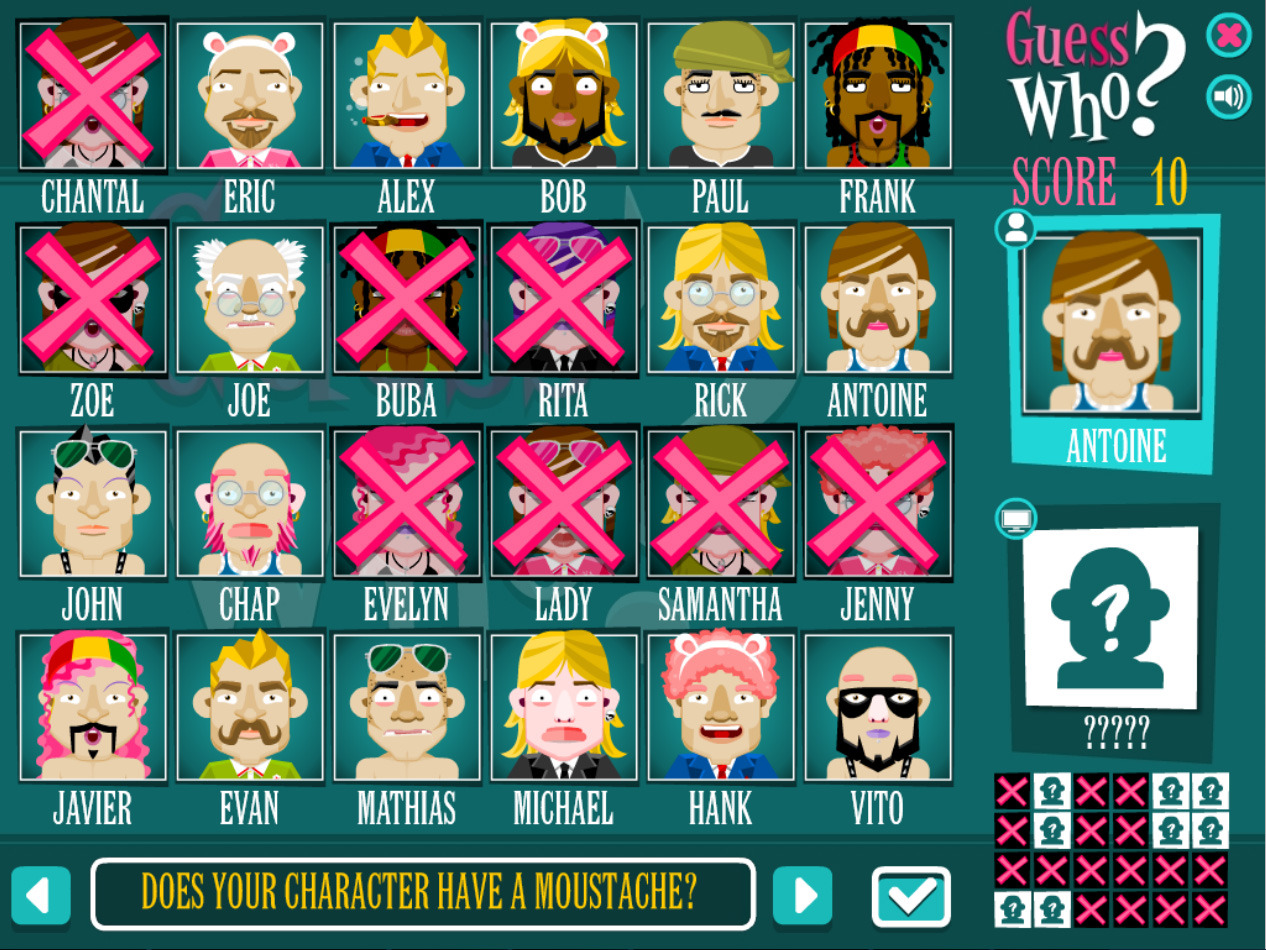 Guess
Who?
SCORE 10
CHANTAL ERIC ALEX BOB PAUL FRANK
ZOE JOE BUBA RITA RICK ANTOINE
ANTOINE
JOHN CHAP EVELYN LADY SAMANTHA JENNY
?
?????
JAVIER EVAN MATHIAS MICHAEL HANK VITO
DOES YOUR CHARACTER HAVE A MOUSTACHE?